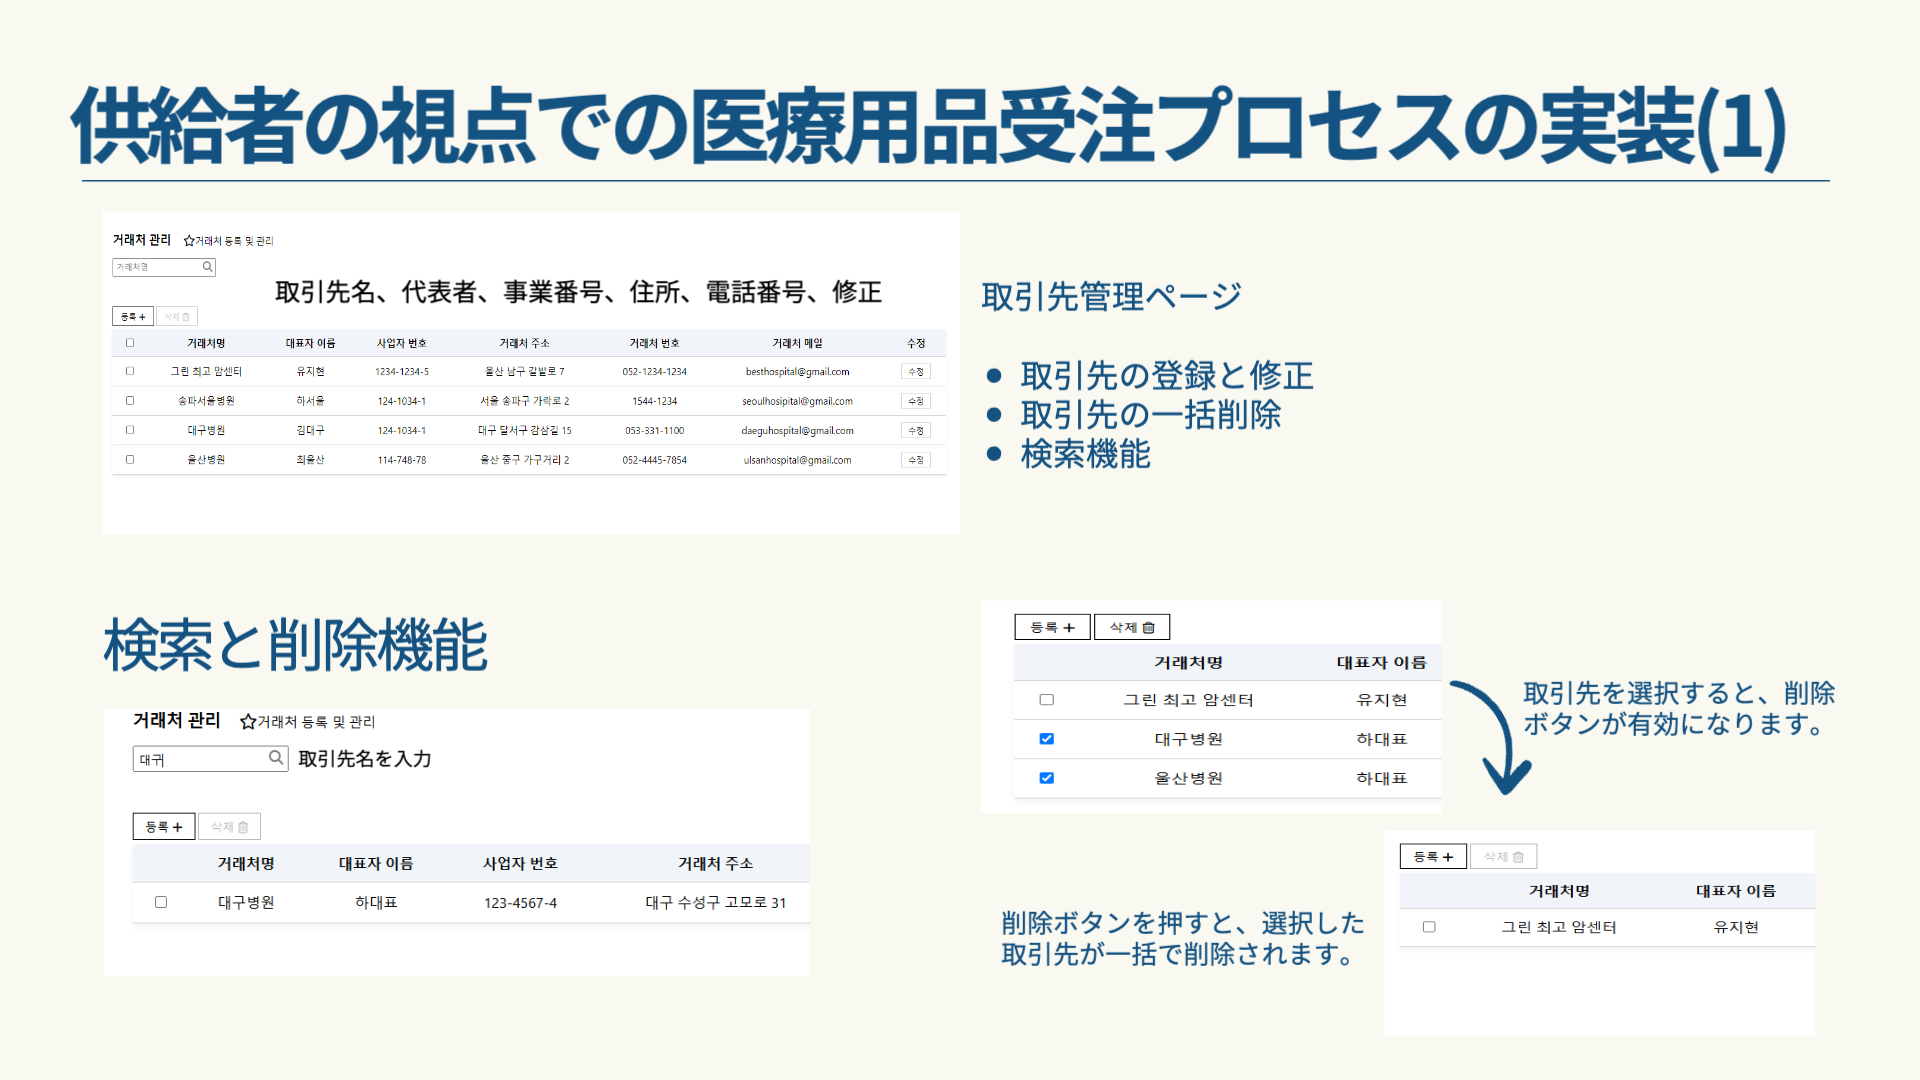 供給者の視点での医療用品受注プロセスの実装(1)
거래처 관리 ☆거래처 등록 및 관리
거래처명
取引先名、代表者、事業番号、住所、電話番号、修正
등록 + 삭제
거래처명 대표자 이름 사업자 번호 거래처 주소 거래처 번호 거래처 메일 수정
그린 최고 암센터 유지현 1234-1234-5 울산 남구 갈밭로 7 052-1234-1234 besthospital@gmail.com 수정
송파서울병원 하서울 124-1034-1 서울 송파구 가락로 2 1544-1234 seoulhosipital@gmail.com 수정
대구병원 김대구 124-1034-1 대구 달서구 감삼길 15 053-331-1100 daeguhospital@gmail.com 수정
울산병원 최울산 114-748-78 울산 중구 가구거리 2 052-4445-7854 ulsanhospital@gmail.com 수정
取引先管理ページ
● 取引先の登録と修正
● 取引先の一括削除
● 検索機能
検索と削除機能
거래처 관리 ☆거래처 등록 및 관리
대구 取引先名を入力
등록 + 삭제
거래처명 대표자 이름 사업자 번호 거래처 주소
대구병원 하대표 123-4567-4 대구 수성구 고모로 31
등록 + 삭제
거래처명 대표자 이름
그린 최고 암센터 유지현
대구병원 하대표
울산병원 하대표
取引先を選択すると、削除
ボタンが有効になります。
削除ボタンを押すと、選択した
取引先が一括で削除されます。
등록 + 삭제
거래처명 대표자 이름
그린 최고 암센터 유지현